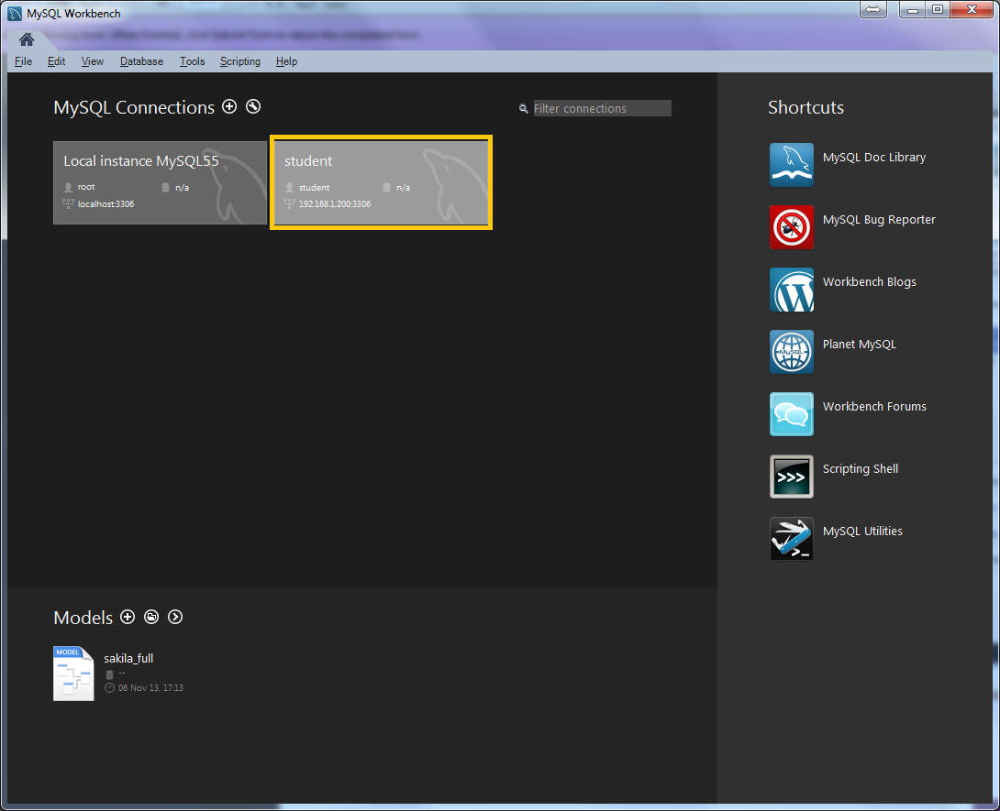 MySQL Workbench
File Edit View Database Tools Scripting Help
MySQL Connections
Filter connections
Local instance MySQL55
root n/a
localhost:3306
student
student n/a
192.168.1.200:3306
Shortcuts
MySQL Doc Library
MySQL Bug Reporter
Workbench Blogs
MySQL
Planet MySQL
Workbench Forums
>>>
Scripting Shell
>_
MySQL Utilities
Models
MODEL
sakila_full
--
06 Nov 13, 17:13